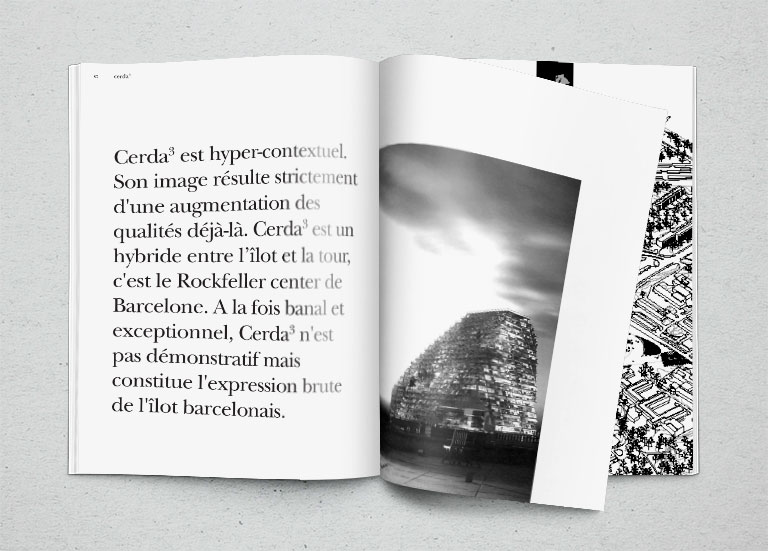 cerda³
Cerda³ est hyper-contextuel.
Son image résulte strictement
d'une augmentation des
qualités déjà-là. Cerda³ est un
hybride entre l’îlot et la tour,
c'est le Rockfeller center de
Barcelone. A la fois banal et
exceptionnel, Cerda³ n'est
pas démonstratif mais
constitue l'expression brute
de l'îlot barcelonais.